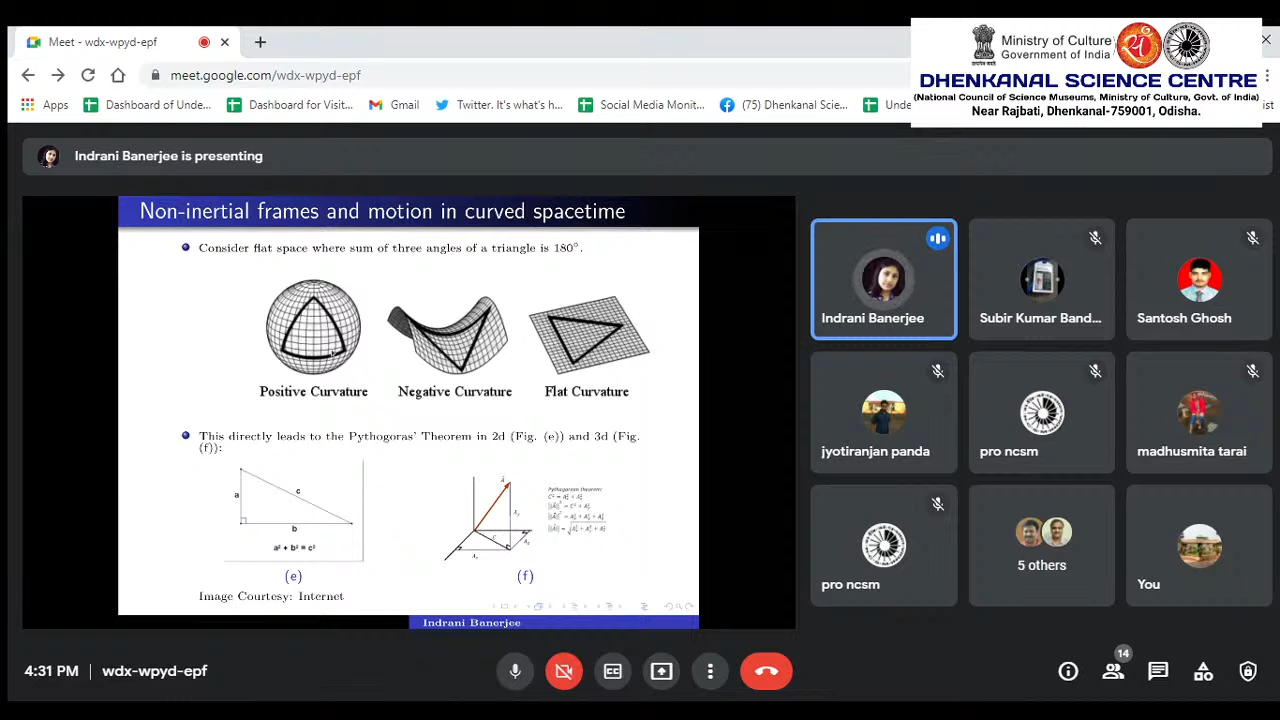 Meet - wdx-wpyd-epf
meet.google.com/wdx-wpyd-epf
Apps
Dashboard of Unde...
Dashboard for Visit...
Gmail
Twitter. It's what's h...
Social Media Monit...
(75) Dhenkanal Scie...
Unde
ist
Ministry of Culture
Government of India
DHENKANAL SCIENCE CENTRE
(National Council of Science Museums, Ministry of Culture, Govt. of India)
Near Rajbati, Dhenkanal-759001, Odisha.
Indrani Banerjee is presenting
Non-inertial frames and motion in curved spacetime
Consider flat space where sum of three angles of a triangle is 180°.
Positive Curvature
Negative Curvature
Flat Curvature
This directly leads to the Pythogoras' Theorem in 2d (Fig. (e)) and 3d (Fig.
(f)):
a
c
b
a² + b² = c²
(e)
C
Pythagorean theorem:
(f)
Image Courtesy: Internet
Indrani Banerjee
Indrani Banerjee
Subir Kumar Band...
Santosh Ghosh
jyotiranjan panda
pro ncsm
madhusmita tarai
pro ncsm
5 others
You
4:31 PM
wdx-wpyd-epf
CC
14